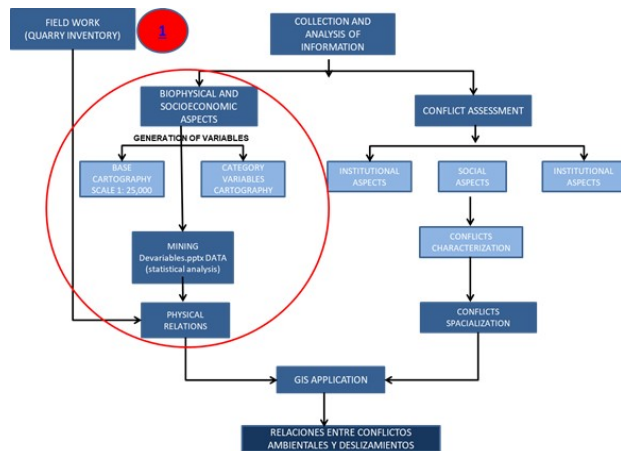 FIELD WORK
(QUARRY INVENTORY)
1
COLLECTION AND
ANALYSIS OF
INFORMATION
BIOPHYSICAL AND
SOCIOECONOMIC
ASPECTS
CONFLICT ASSESSMENT
GENERATION OF VARIABLES
BASE
CARTOGRAPHY
SCALE 1: 25,000
CATEGORY
VARIABLES
CARTOGRAPHY
INSTITUTIONAL
ASPECTS
SOCIAL
ASPECTS
INSTITUTIONAL
ASPECTS
CONFLICTS
CHARACTERIZATION
MINING
Devariables.pptx DATA
(statistical analysis)
PHYSICAL
RELATIONS
CONFLICTS
SPACIALIZATION
GIS APPLICATION
RELACIONES ENTRE CONFLICTOS
AMBIENTALES Y DESLIZAMIENTOS